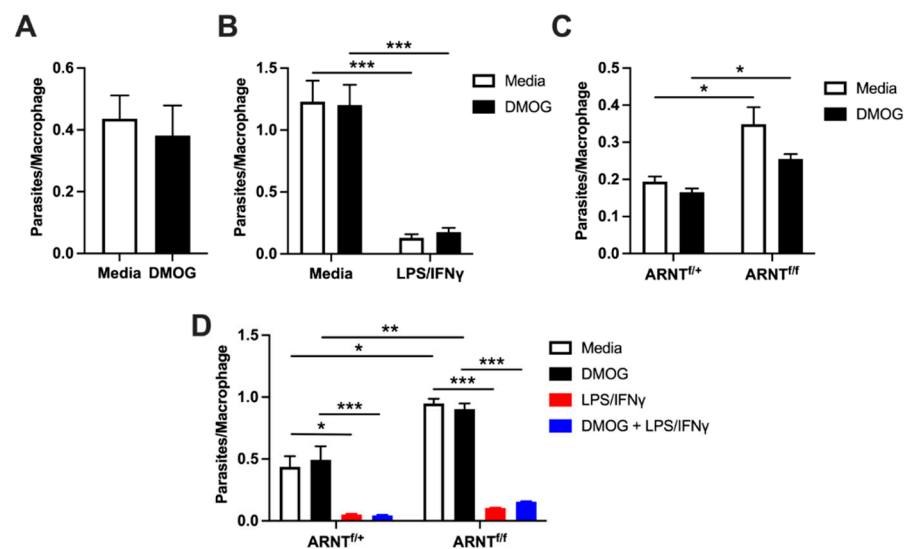 A
Parasites/Macrophage
0.6
0.4
0.2
0.0
Media DMOG
B
Parasites/Macrophage
1.5
1.0
0.5
0.0
***
***
Media
DMOG
Media LPS/IFNγ
C
Parasites/Macrophage
0.5
0.4
0.3
0.2
0.1
0.0
*
*
Media
DMOG
ARNTf/+ ARNTf/f
D
Parasites/Macrophage
1.5
1.0
0.5
0.0
**
*
***
***
***
*
Media
DMOG
LPS/IFNγ
DMOG + LPS/IFNγ
ARNTf/+ ARNTf/f